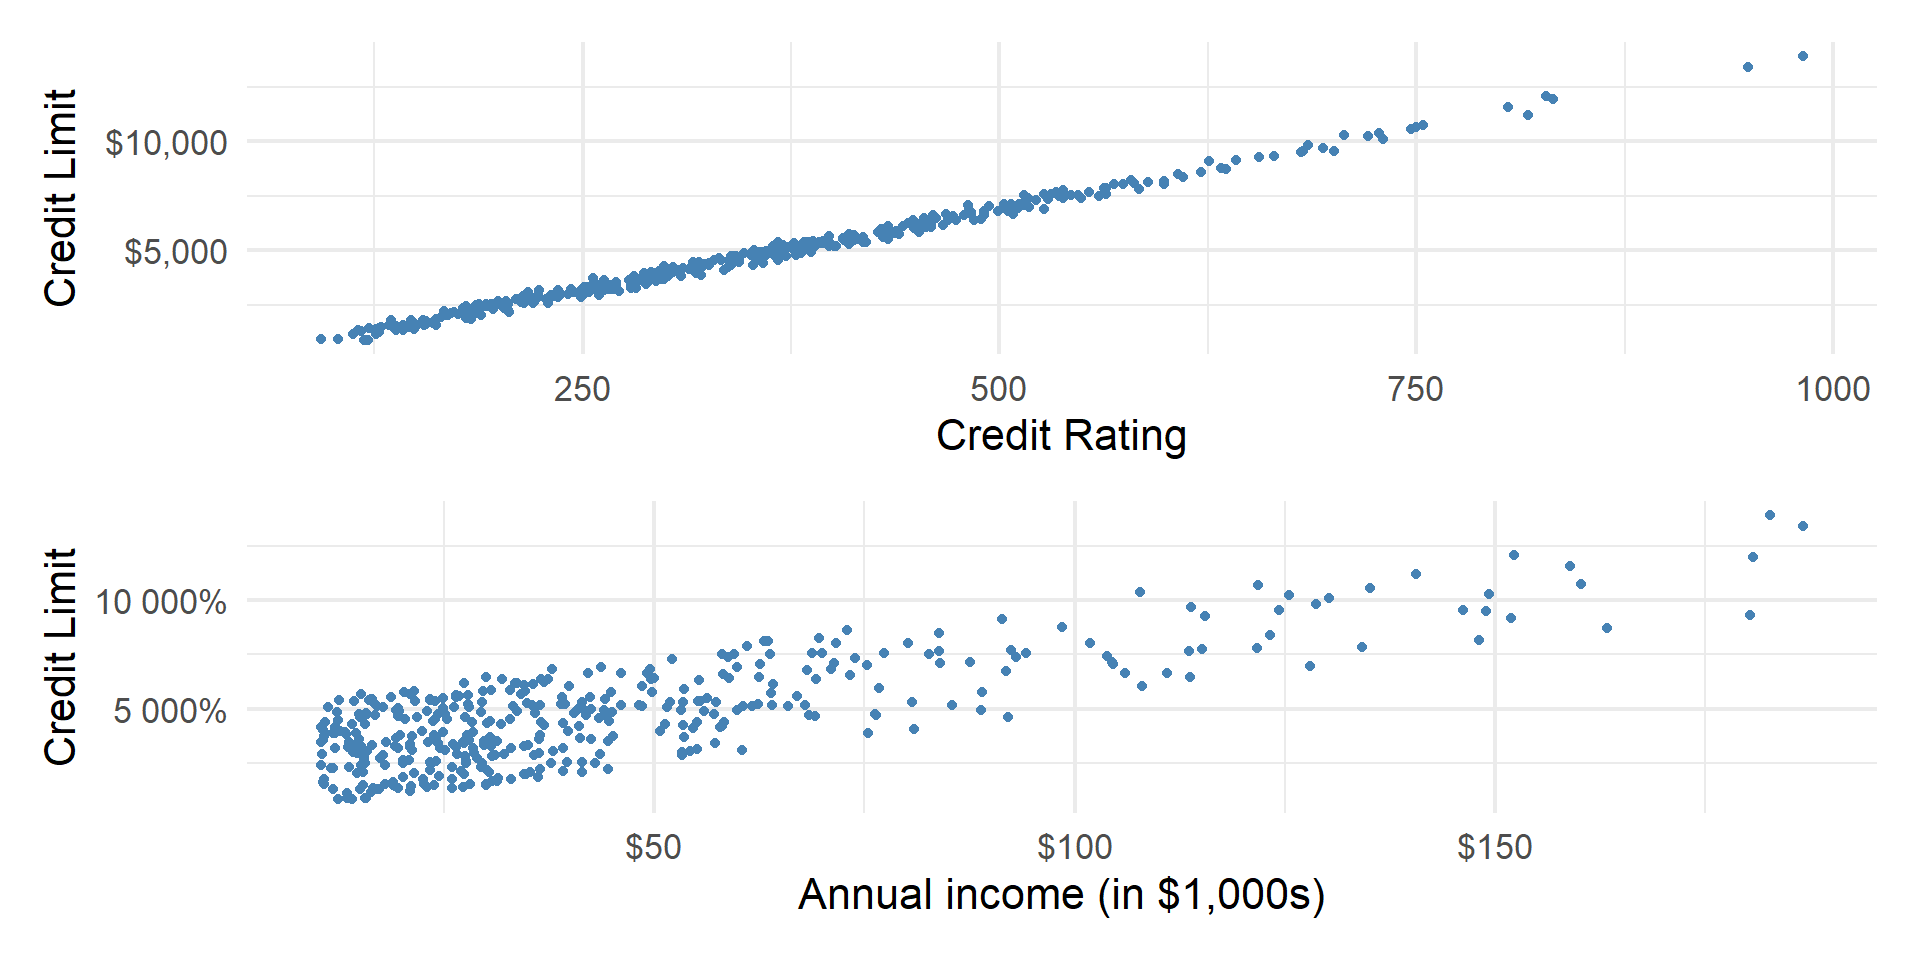 Credit Limit
$10,000
$5,000
250 500 750 1000
Credit Rating
Credit Limit
10 000%
5 000%
$50 $100 $150
Annual income (in $1,000s)